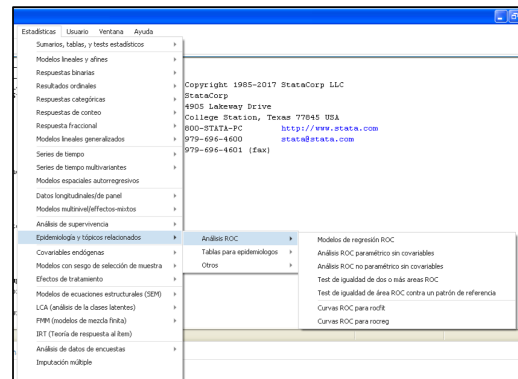 Estadísticas Usuario Ventana Ayuda
Sumarios, tablas, y tests estadísticos
Modelos lineales y afines
Respuestas binarias
Resultados ordinales
Respuestas categóricas
Respuestas de conteo
Respuesta fraccional
Modelos lineales generalizados
Series de tiempo
Series de tiempo multivariantes
Modelos espaciales autorregresivos
Datos longitudinales/de panel
Modelos multinivel/effectos-mixtos
Análisis de supervivencia
Epidemiología y tópicos relacionados
Covariables endógenas
Modelos con sesgo de selección de muestra
Efectos de tratamiento
Modelos de ecuaciones estructurales (SEM)
LCA (análisis de la clases latentes)
FMM (modelos de mezcla finita)
IRT (Teoría de respuesta al ítem)
Análisis de datos de encuestas
Imputación múltiple
Copyright 1985-2017 StataCorp LLC
StataCorp
4905 Lakeway Drive
College Station, Texas 77845 USA
800-STATA-PC http://www.stata.com
979-696-4600 stata@stata.com
979-696-4601 (fax)
Análisis ROC
Tablas para epidemiologos
Otros
Modelos de regresión ROC
Análisis ROC paramétrico sin covariables
Análisis ROC no paramétrico sin covariables
Test de igualdad de dos o más areas ROC
Test de igualdad de área ROC contra un patrón de referencia
Curvas ROC para rocfit
Curvas ROC para rocreg